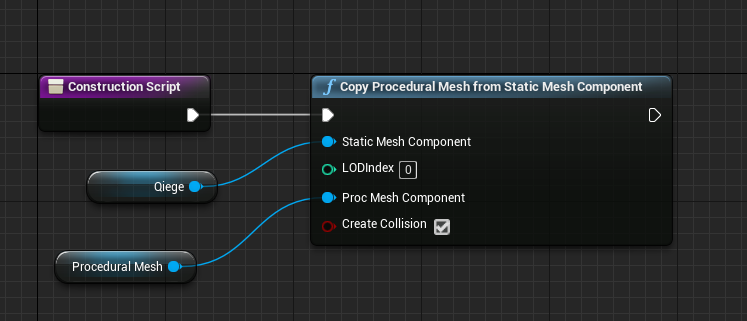 Construction Script
f Copy Procedural Mesh from Static Mesh Component
Static Mesh Component
LODIndex 0
Qiege
Proc Mesh Component
Create Collision
Procedural Mesh